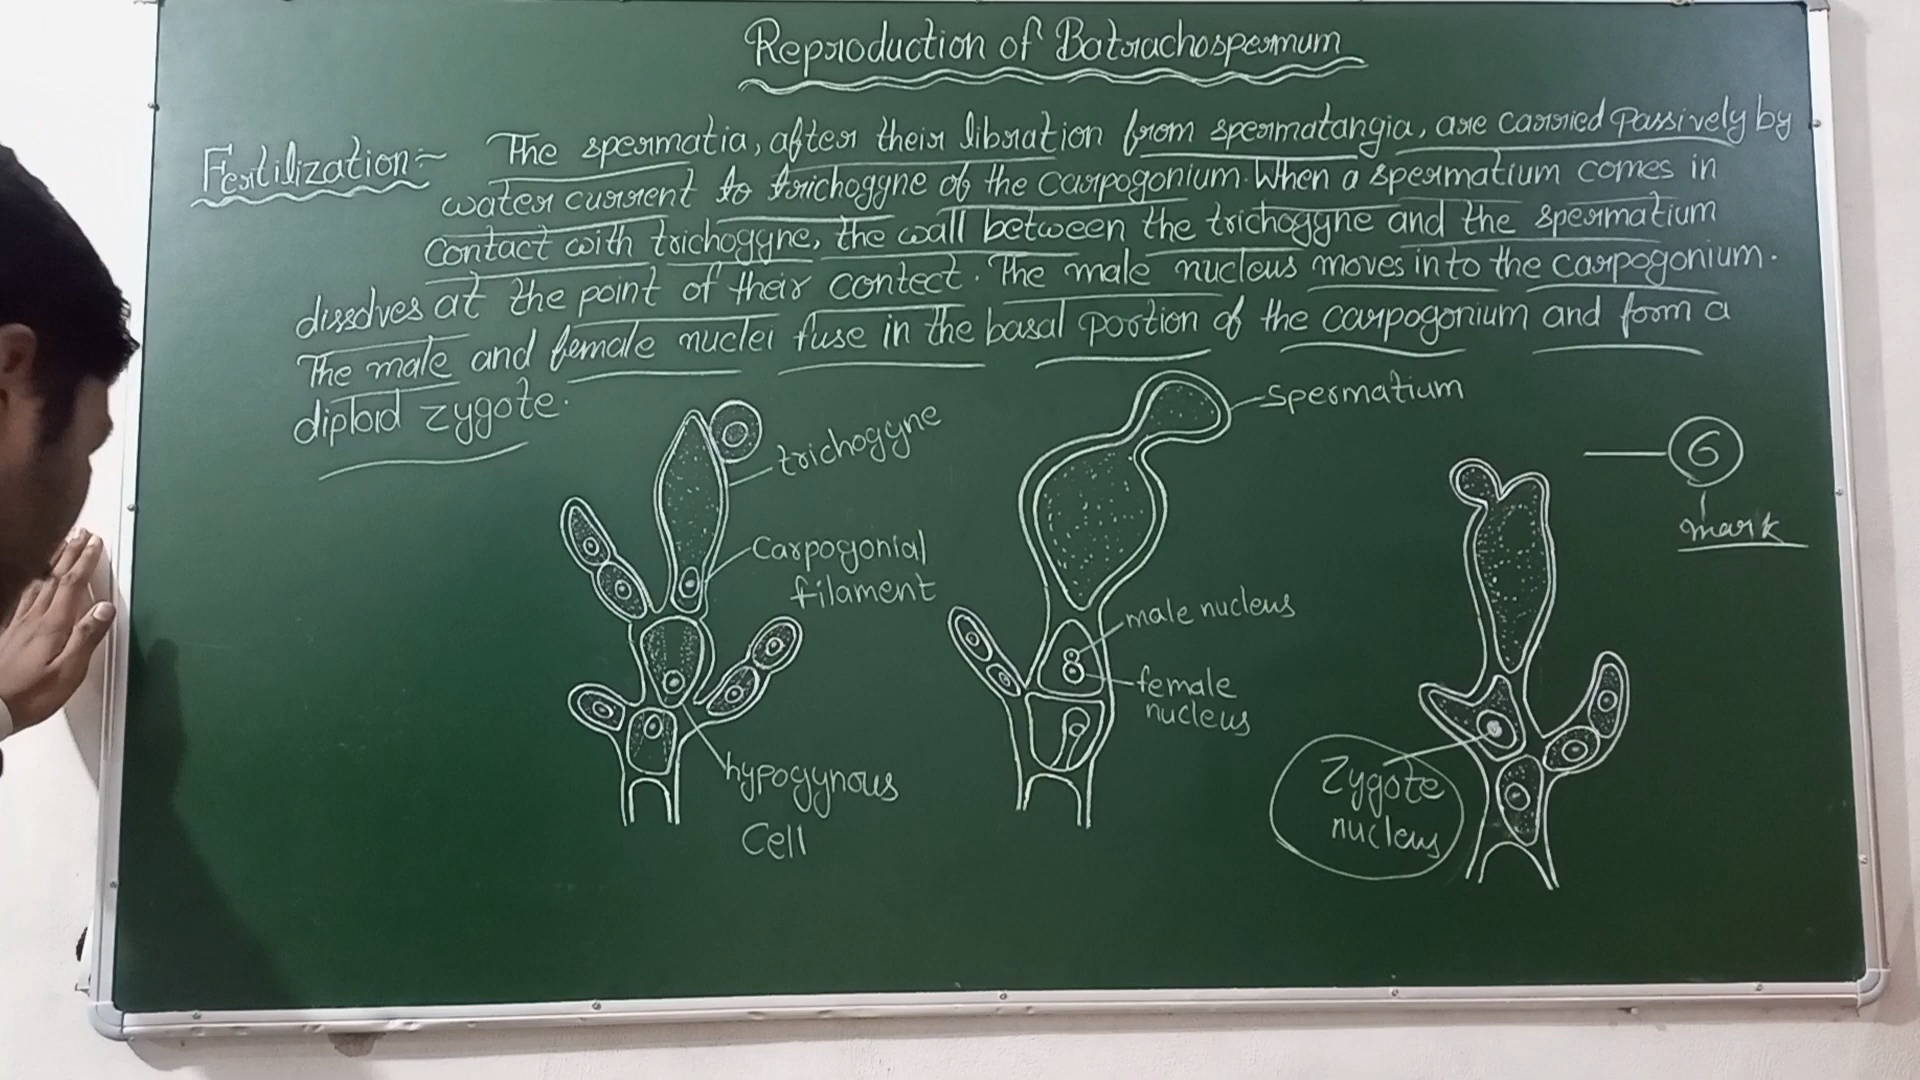 Reproduction of Batrachospermum
Fertilization:- The spermatia, after their libration from spermatangia, are carried passively by
water current to trichogyne of the carpogonium. When a spermatium comes in
contact with trichogyne, the wall between the trichogyne and the spermatium
dissolves at the point of their contect. The male nucleus moves into the carpogonium.
The male and female nuclei fuse in the basal portion of the carpogonium and form a
diploid zygote.
spermatium
trichogyne
6
mark
Carpogonial
filament
male nucleus
female
nucleus
hypogynous
Cell
Zygote
nucleus